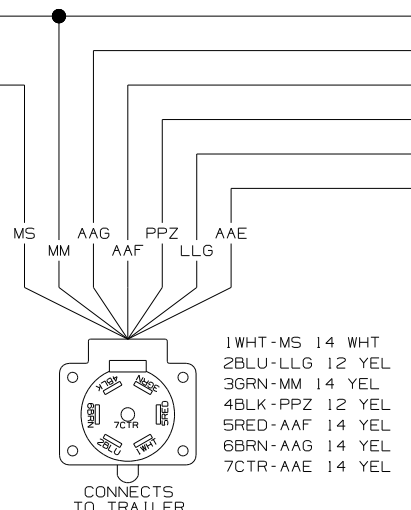 MS
AAG
PPZ
AAE
MM
AAF
LLG
1WHT-MS 14 WHT
2BLU-LLG 12 YEL
3GRN-MM 14 YEL
4BLK-PPZ 12 YEL
5RED-AAF 14 YEL
6BRN-AAG 14 YEL
7CTR-AAE 14 YEL
4BLK
3GRN
6BRN
5RED
7CTR
2BLU
1WHT
CONNECTS
TO TRAILER